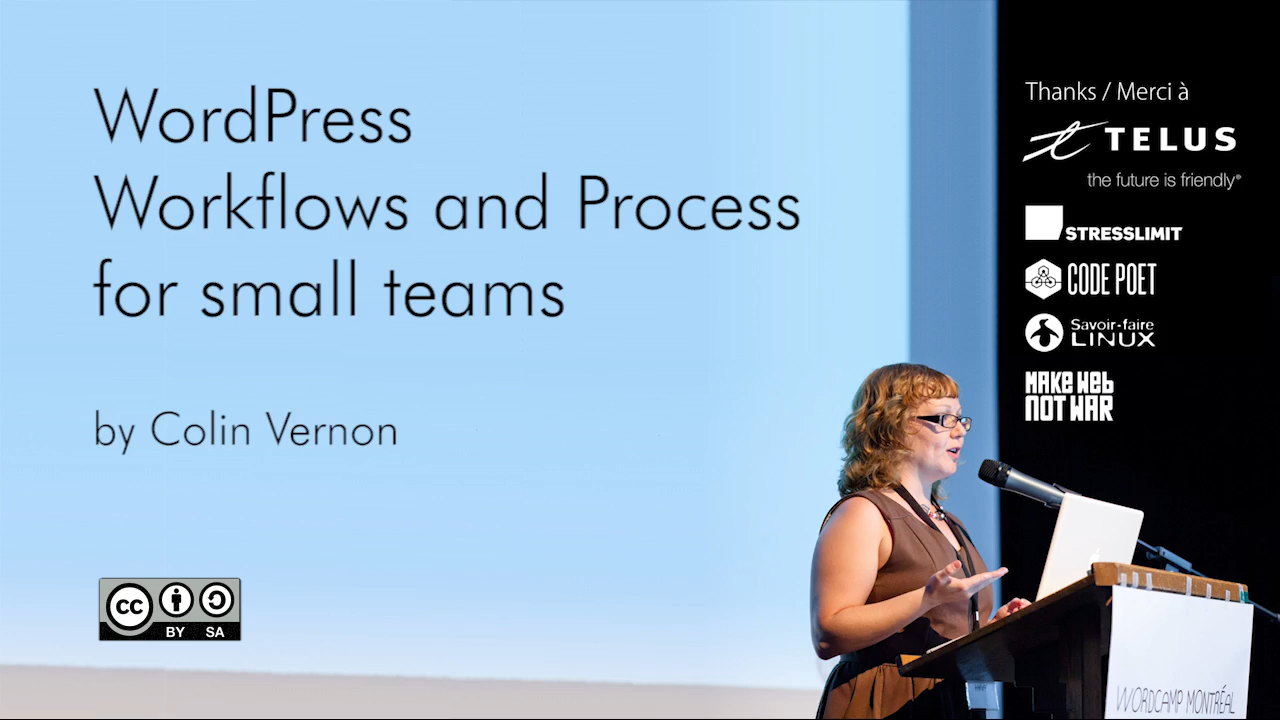 WordPress
Workflows and Process
for small teams
by Colin Vernon
cc
BY SA
Thanks / Merci à
TELUS
the future is friendly®
STRESSLIMIT
CODE POET
Savoir-faire
LINUX
MAKE WEB
NOT WAR
WORDCAMP MONTRÉAL